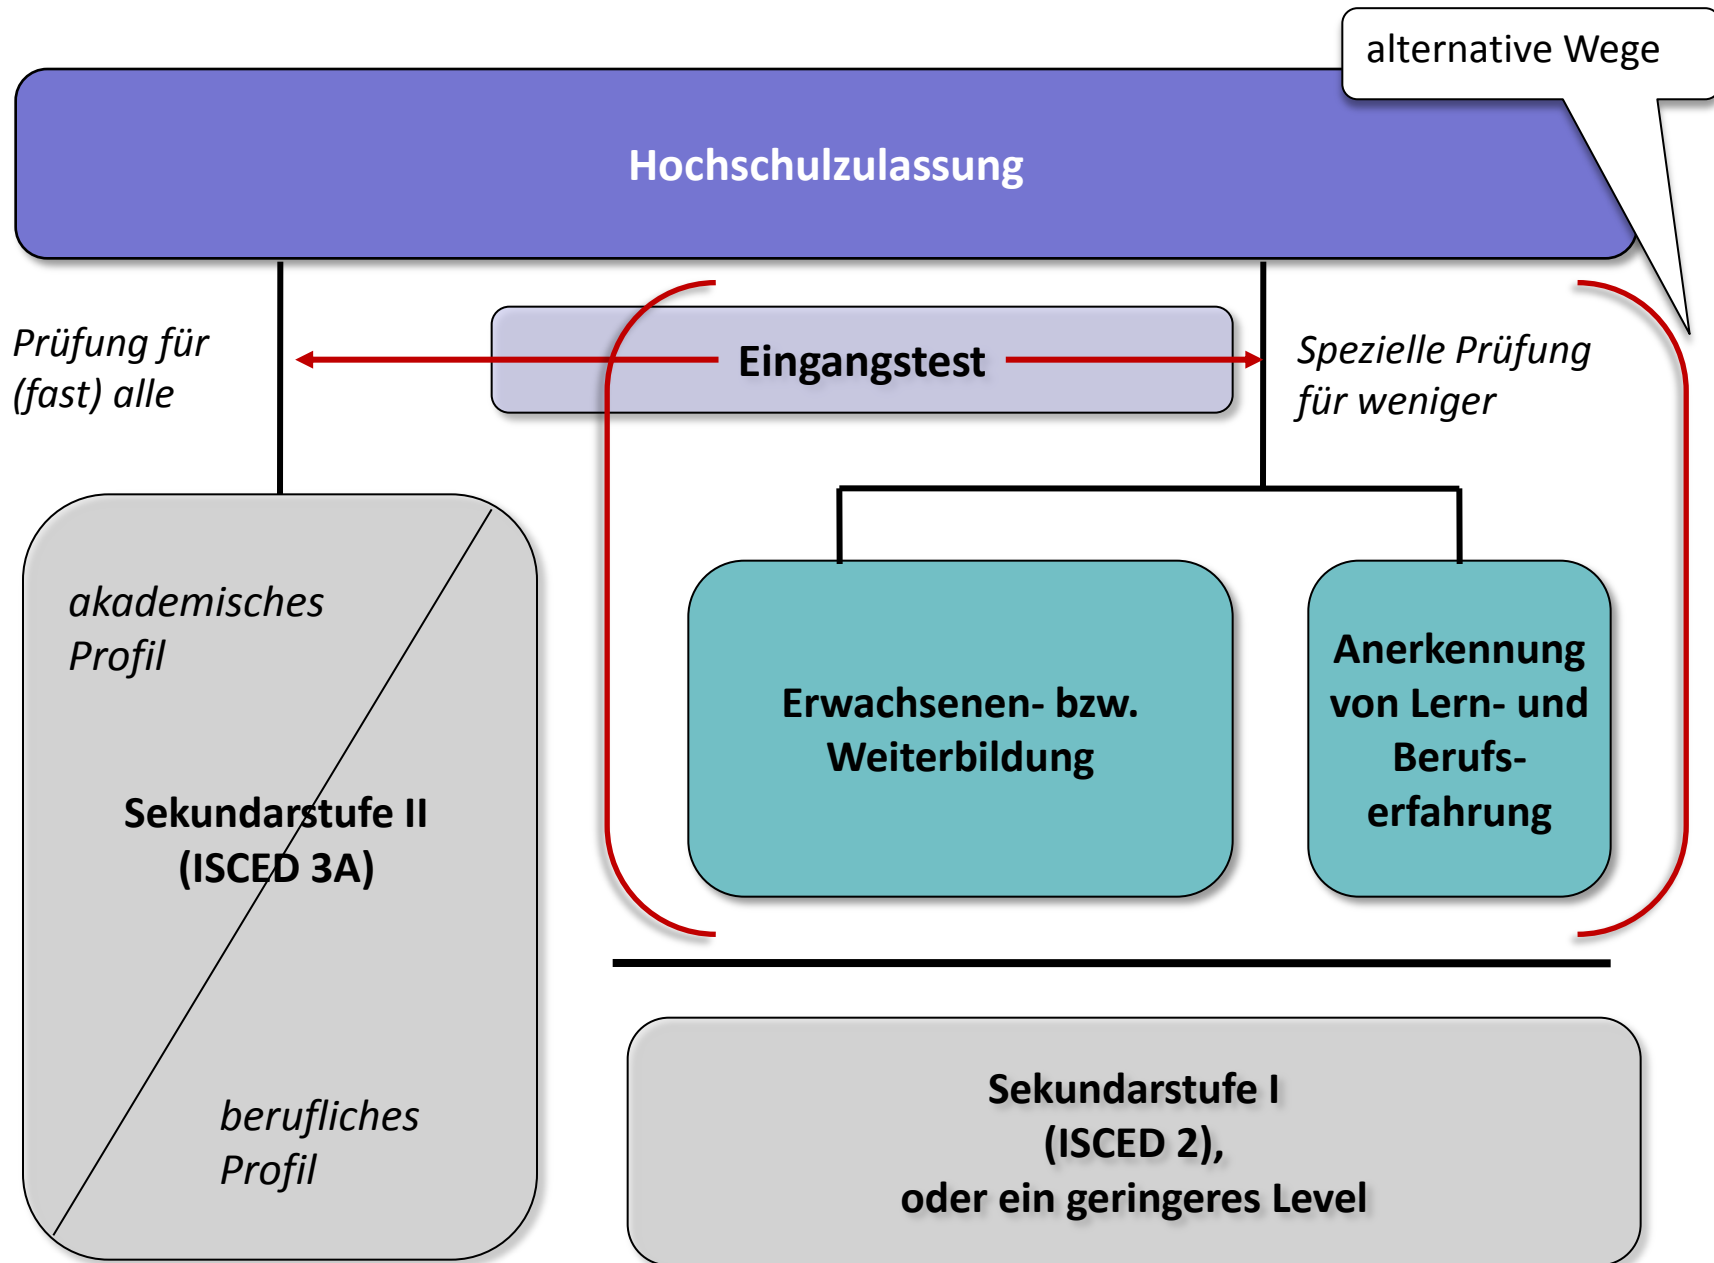 alternative Wege
Hochschulzulassung
Prüfung für
(fast) alle
Eingangstest
Spezielle Prüfung
für weniger
akademisches
Profil
Sekundarstufe II
(ISCED 3A)
berufliches
Profil
Erwachsenen- bzw.
Weiterbildung
Anerkennung
von Lern- und
Berufs-
erfahrung
Sekundarstufe I
(ISCED 2),
oder ein geringeres Level